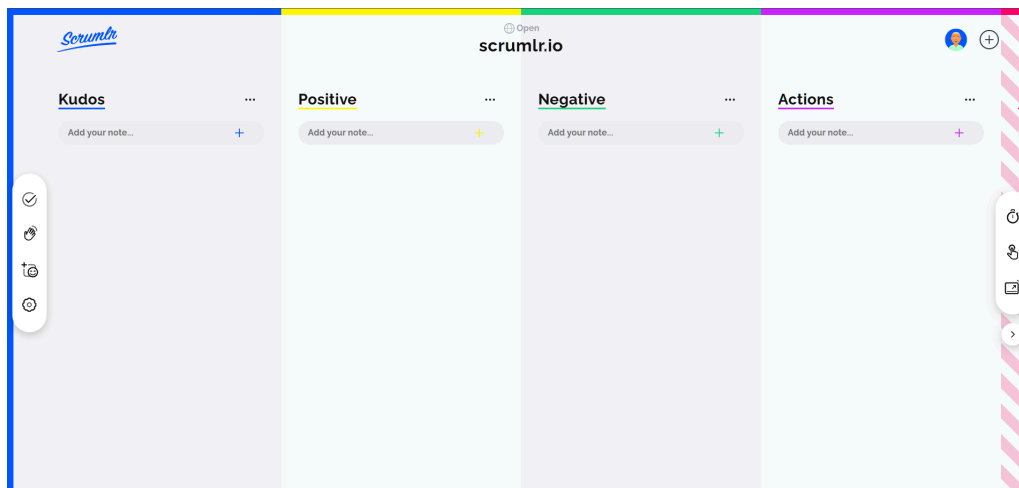 Scrumlr
Open
scrumlr.io
Kudos
Positive
Negative
Actions
Add your note...
Add your note...
Add your note...
Add your note...